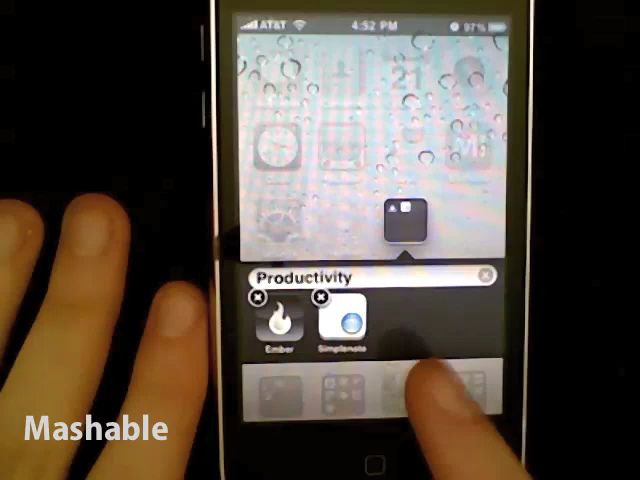 AT&T 4:52 PM 97%
21
Productivity
Ember Simplenote
Mashable